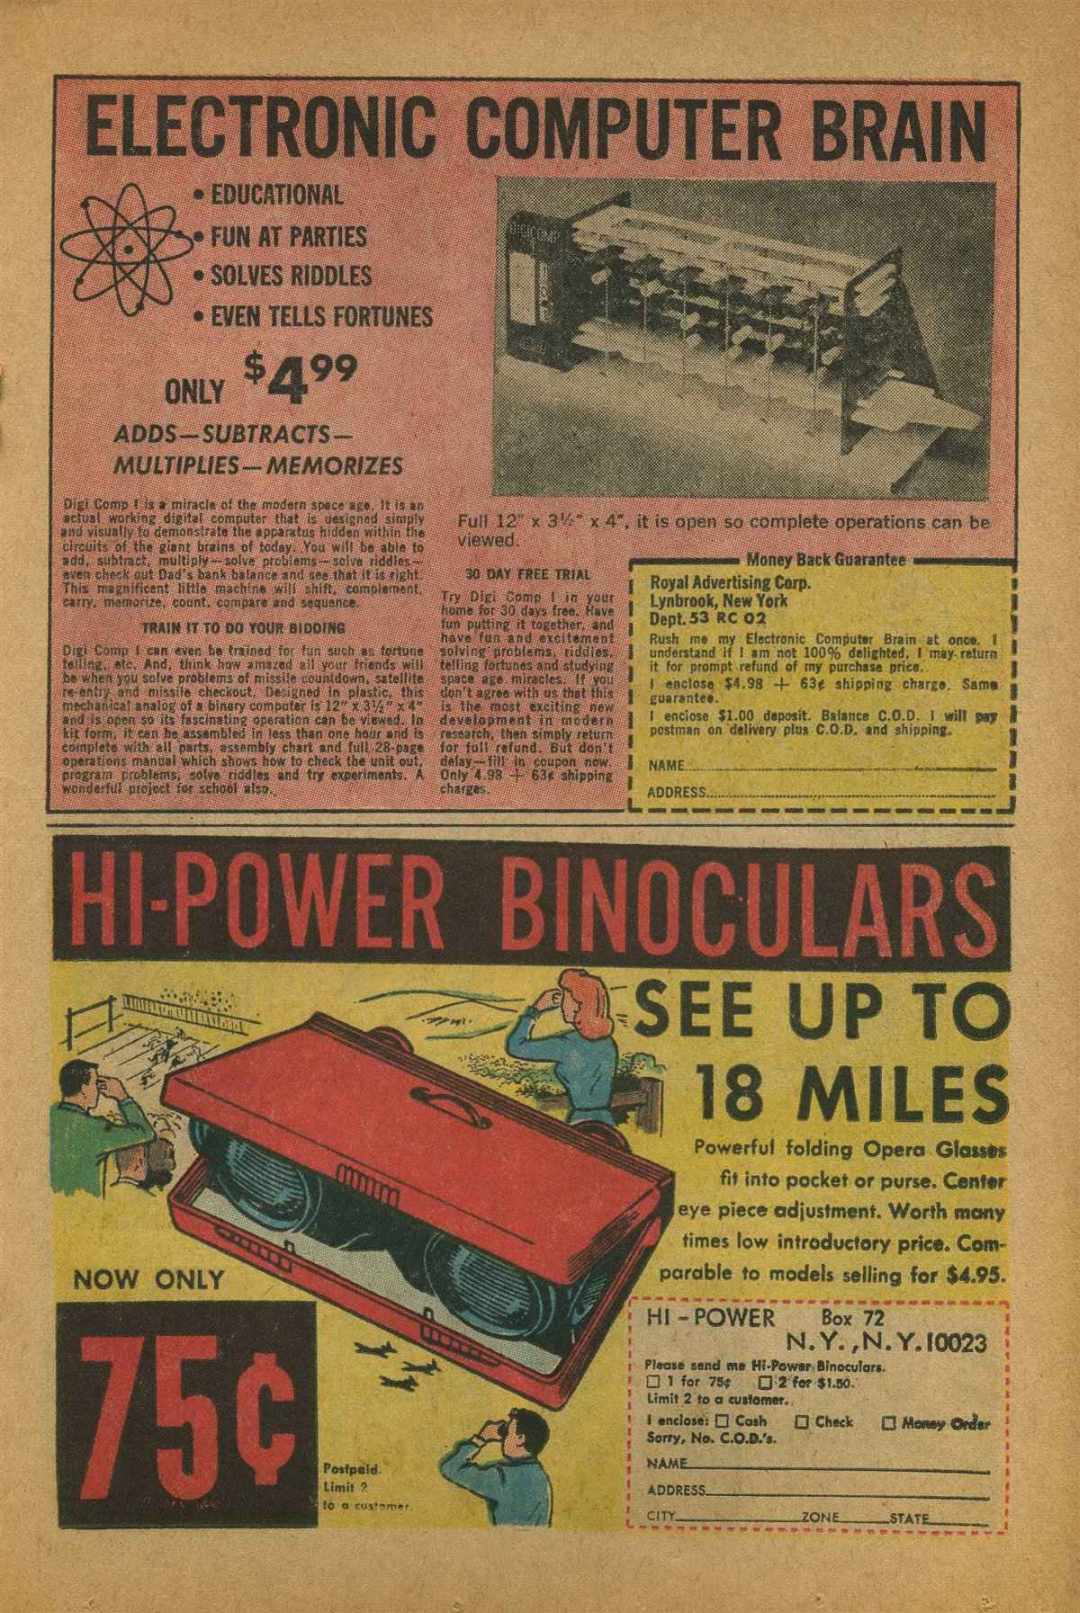 ELECTRONIC COMPUTER BRAIN
• EDUCATIONAL
• FUN AT PARTIES
• SOLVES RIDDLES
• EVEN TELLS FORTUNES
ONLY $4.99
ADDS—SUBTRACTS—
MULTIPLIES—MEMORIZES
DIGICOMP
Digi Comp I is a miracle of the modern space age. It is an
actual working digital computer that is designed simply
and visually to demonstrate the apparatus hidden within the
circuits of the giant brains of today. You will be able to
add, subtract, multiply—solve problems—solve riddles—
even check out Dad's bank balance and see that it is right.
This magnificent little machine will shift, complement,
carry, memorize, count, compare and sequence.
TRAIN IT TO DO YOUR BIDDING
Digi Comp I can even be trained for fun such as fortune
telling, etc. And, think how amazed all your friends will
be when you solve problems of missile countdown, satellite
re-entry and missile checkout. Designed in plastic, this
mechanical analog of a binary computer is 12" x 3½" x 4"
and is open so its fascinating operation can be viewed. In
kit form, it can be assembled in less than one hour and is
complete with all parts, assembly chart and full 28-page
operations manual which shows how to check the unit out,
program problems, solve riddles and try experiments. A
wonderful project for school also.
Full 12" x 3½" x 4", it is open so complete operations can be
viewed.
30 DAY FREE TRIAL
Try Digi Comp I in your
home for 30 days free. Have
fun putting it together, and
have fun and excitement
solving problems, riddles,
telling fortunes and studying
space age miracles. If you
don't agree with us that this
is the most exciting new
development in modern
research, then simply return
for full refund. But don't
delay—fill in coupon now.
Only 4.98 + 63¢ shipping
charges.
Money Back Guarantee
Royal Advertising Corp.
Lynbrook, New York
Dept. 53 RC 02
Rush me my Electronic Computer Brain at once. I
understand if I am not 100% delighted, I may return
it for prompt refund of my purchase price.
I enclose $4.98 + 63¢ shipping charge. Same
guarantee.
I enclose $1.00 deposit. Balance C.O.D. I will pay
postman on delivery plus C.O.D. and shipping.
NAME
ADDRESS
HI-POWER BINOCULARS
SEE UP TO
18 MILES
Powerful folding Opera Glasses
fit into pocket or purse. Center
eye piece adjustment. Worth many
times low introductory price. Com-
parable to models selling for $4.95.
NOW ONLY
75¢
Postpaid.
Limit 2
to a customer.
HI - POWER Box 72
N.Y., N.Y. 10023
Please send me Hi-Power Binoculars.
☐ 1 for 75¢ ☐ 2 for $1.50.
Limit 2 to a customer.
I enclose: ☐ Cash ☐ Check ☐ Money Order
Sorry, No. C.O.D.'s.
NAME
ADDRESS
CITY ZONE STATE